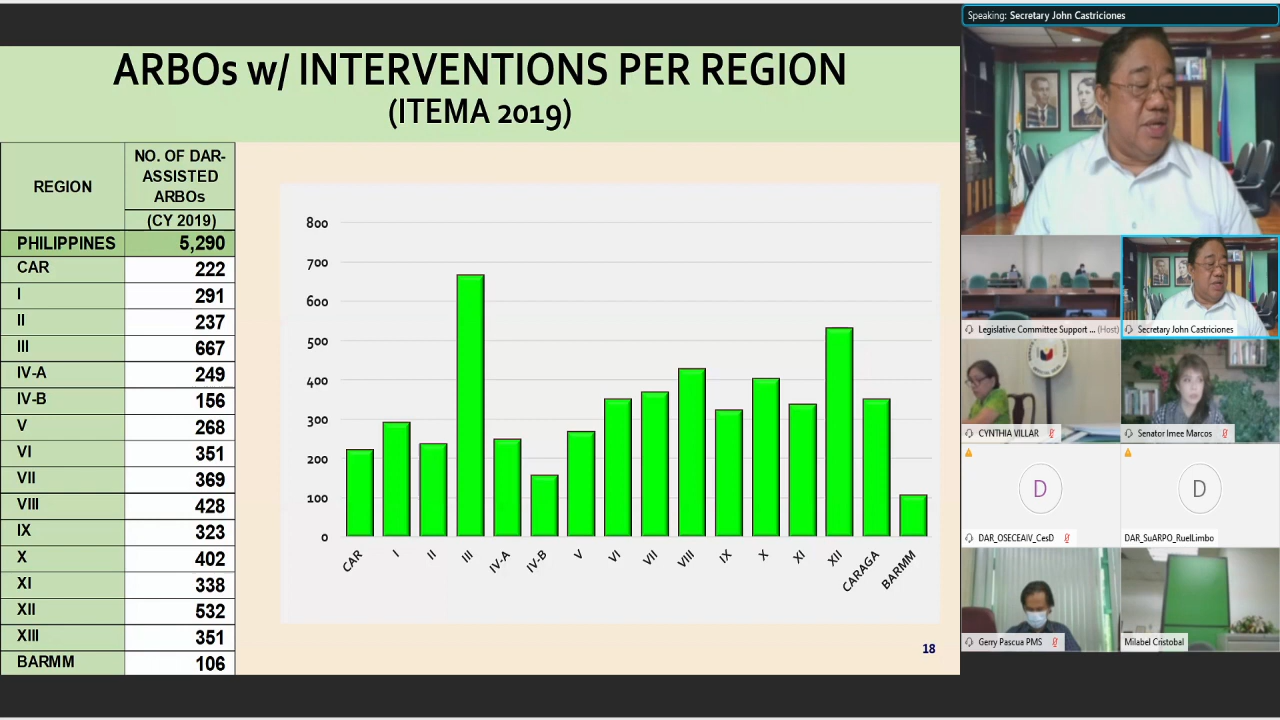 Speaking: Secretary John Castriciones
ARBOs w/ INTERVENTIONS PER REGION
(ITEMA 2019)
REGION
NO. OF DAR-
ASSISTED
ARBOs
(CY 2019)
PHILIPPINES 5,290
CAR 222
I 291
II 237
III 667
IV-A 249
IV-B 156
V 268
VI 351
VII 369
VIII 428
IX 323
X 402
XI 338
XII 532
XIII 351
BARMM 106
800
700
600
500
400
300
200
100
0
CAR I II III IV-A IV-B V VI VII VIII IX X XI XII CARAGA BARMM
18
Legislative Committee Support ... (Host)
Secretary John Castriciones
CYNTHIA VILLAR
Senator Imee Marcos
D
DAR_OSECEAIV_CesD
D
DAR_SuARPO_RuelLimbo
Gerry Pascua PMS
Milabel Cristobal